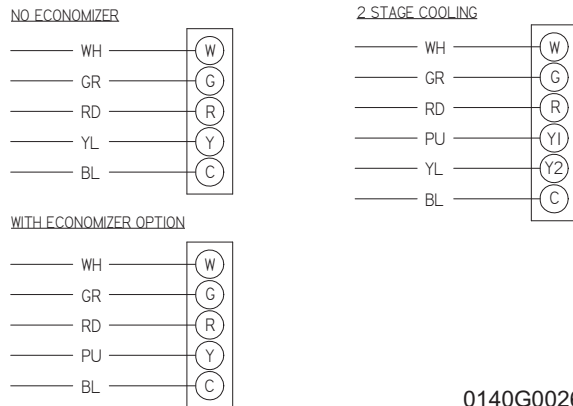 NO ECONOMIZER
WH W
GR G
RD R
YL Y
BL C
WITH ECONOMIZER OPTION
WH W
GR G
RD R
PU Y
BL C
2 STAGE COOLING
WH W
GR G
RD R
PU Y1
YL Y2
BL C